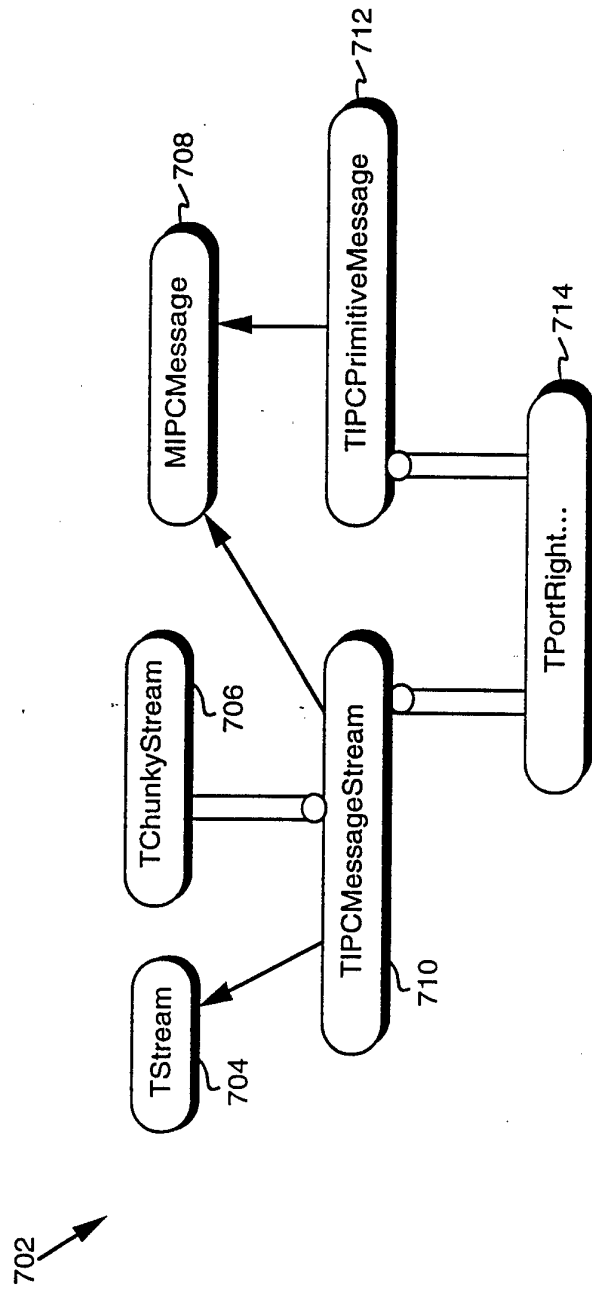 702
TStream
704
TChunkyStream
706
MIPCMessage
708
TIPCMessageStream
710
TIPCPrimitiveMessage
712
TPortRight...
714